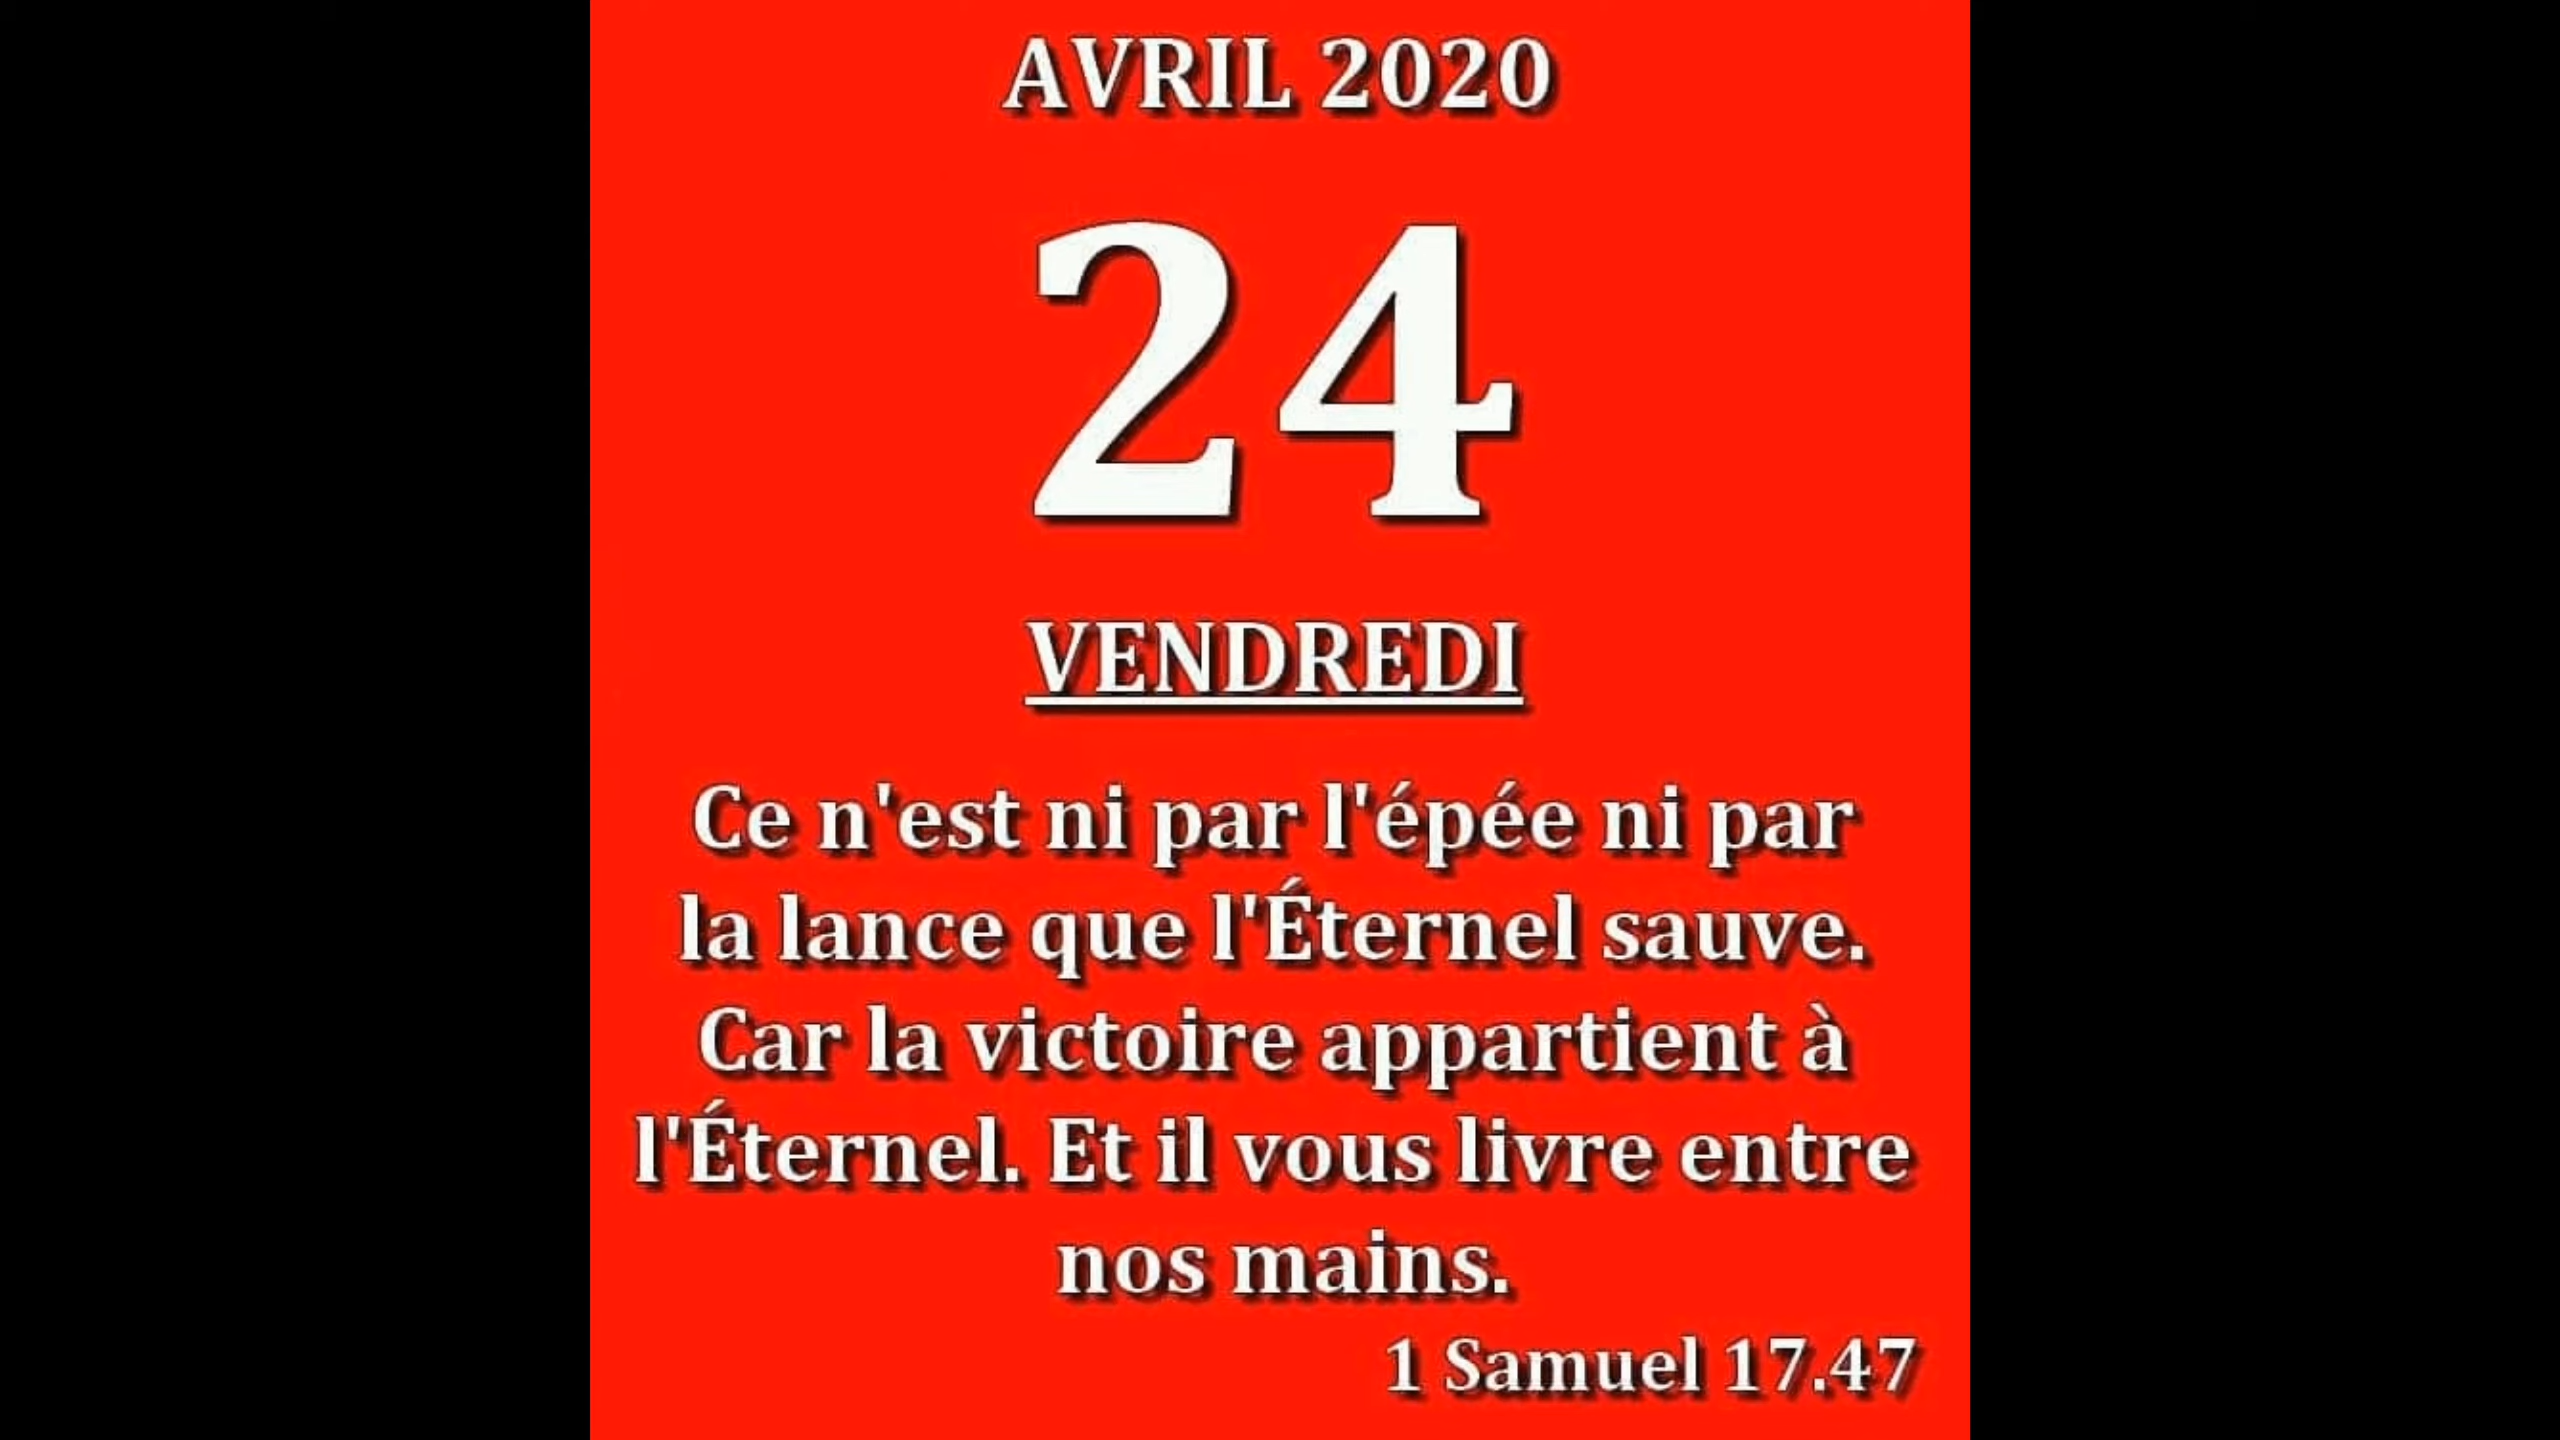 AVRIL 2020
24
VENDREDI
Ce n'est ni par l'épée ni par
la lance que l'Éternel sauve.
Car la victoire appartient à
l'Éternel. Et il vous livre entre
nos mains.
1 Samuel 17.47